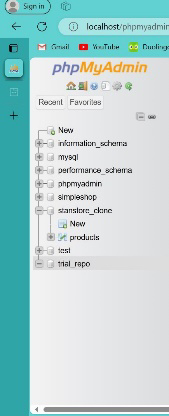 Sign in
localhost/phpmyadmin
Gmail YouTube Duolingo
phpMyAdmin
Recent Favorites
New
information_schema
mysql
performance_schema
phpmyadmin
simpleshop
stanstore_clone
New
products
test
trial_repo